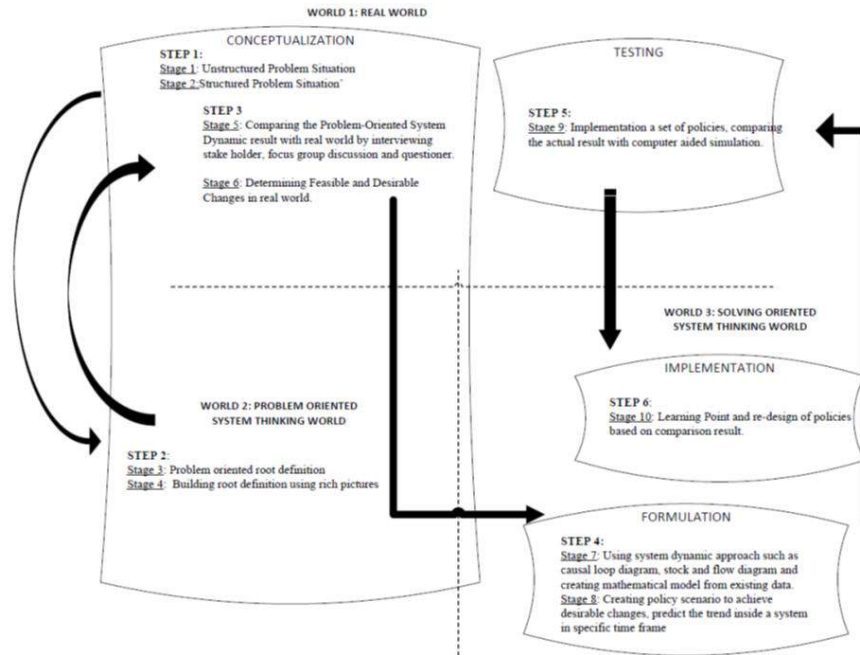 WORLD 1: REAL WORLD
CONCEPTUALIZATION
STEP 1:
Stage 1: Unstructured Problem Situation
Stage 2:Structured Problem Situation`
STEP 3
Stage 5: Comparing the Problem-Oriented System
Dynamic result with real world by interviewing
stake holder, focus group discussion and questioner.
Stage 6: Determining Feasible and Desirable
Changes in real world.
TESTING
STEP 5:
Stage 9: Implementation a set of policies, comparing
the actual result with computer aided simulation.
WORLD 2: PROBLEM ORIENTED
SYSTEM THINKING WORLD
STEP 2:
Stage 3: Problem oriented root definition
Stage 4: Building root definition using rich pictures
WORLD 3: SOLVING ORIENTED
SYSTEM THINKING WORLD
IMPLEMENTATION
STEP 6:
Stage 10: Learning Point and re-design of policies
based on comparison result.
FORMULATION
STEP 4:
Stage 7: Using system dynamic approach such as
causal loop diagram, stock and flow diagram and
creating mathematical model from existing data.
Stage 8: Creating policy scenario to achieve
desirable changes, predict the trend inside a system
in specific time frame